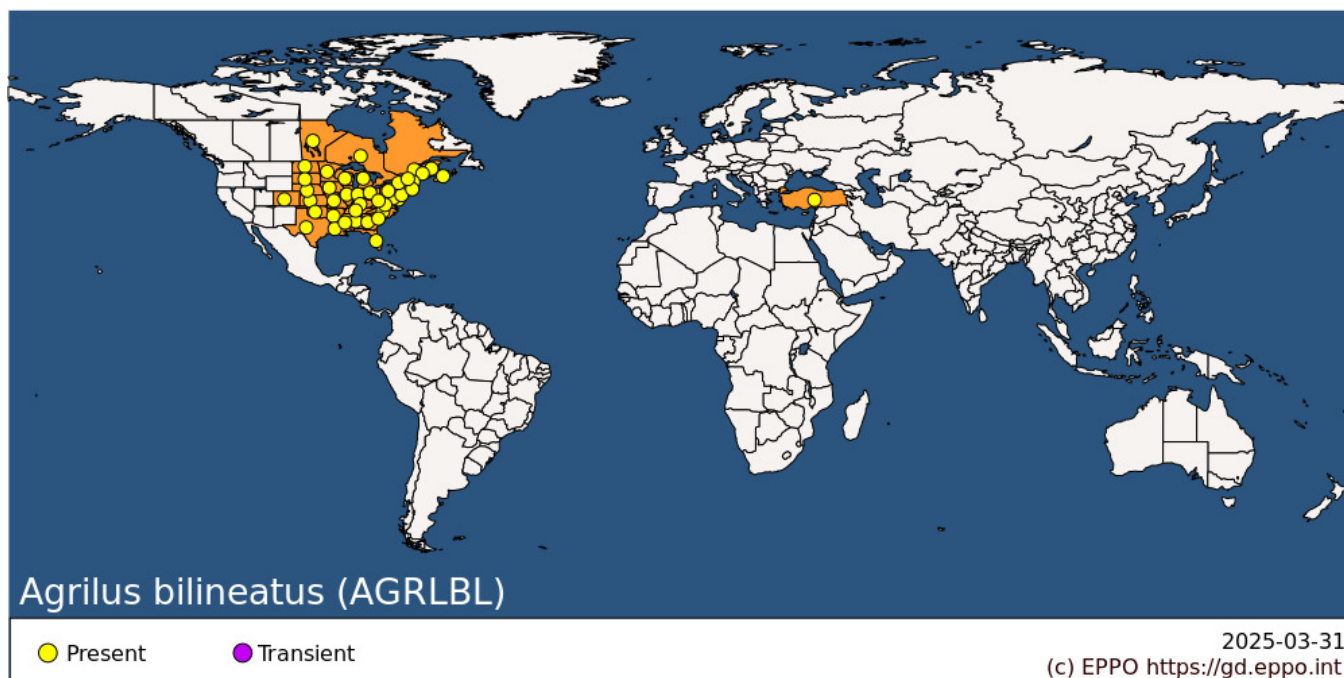 Agrilus bilineatus (AGRLBL)
Present
Transient
2025-03-31
(c) EPPO https://gd.eppo.int